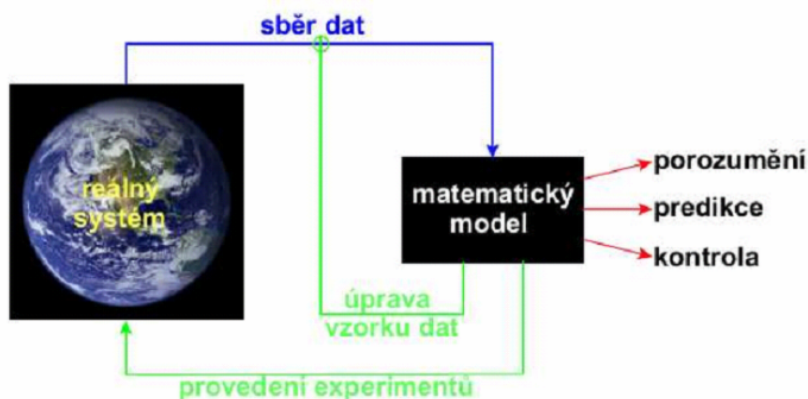 sběr dat
reálný
systém
matematický
model
porozumění
predikce
kontrola
úprava
vzorku dat
provedení experimentů